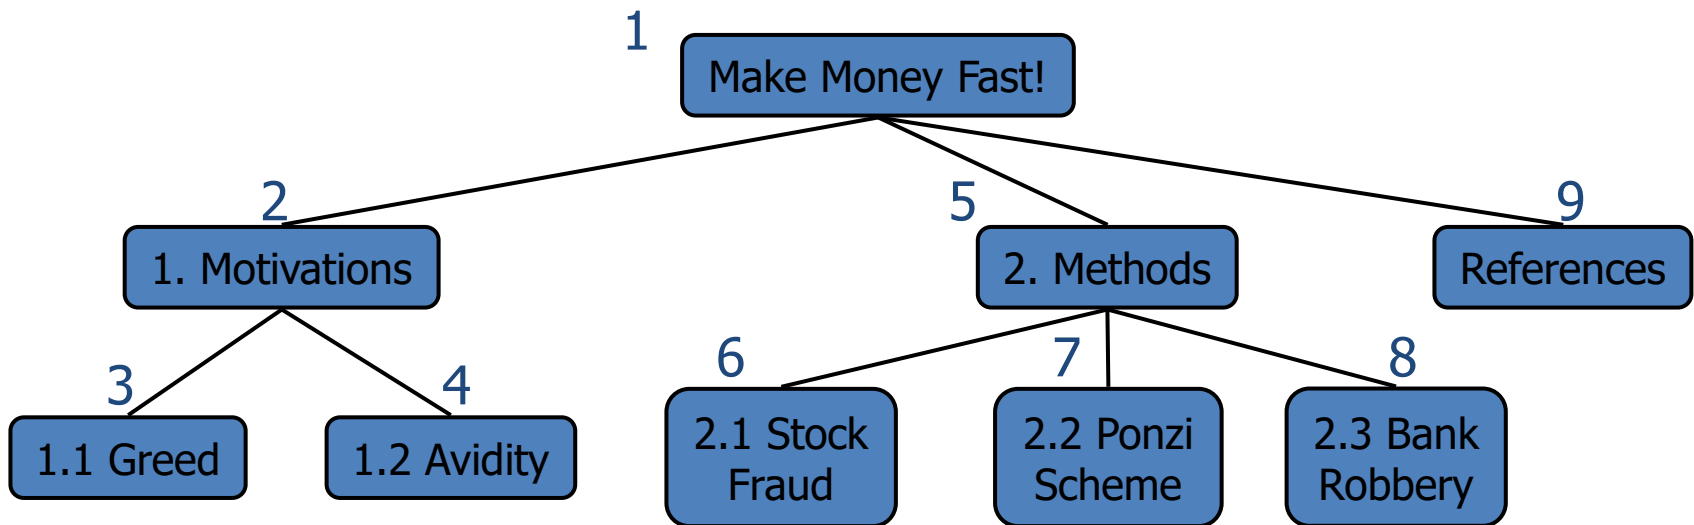 1
Make Money Fast!
2
5
9
1. Motivations
2. Methods
References
3
4
6
7
8
1.1 Greed
1.2 Avidity
2.1 Stock
Fraud
2.2 Ponzi
Scheme
2.3 Bank
Robbery